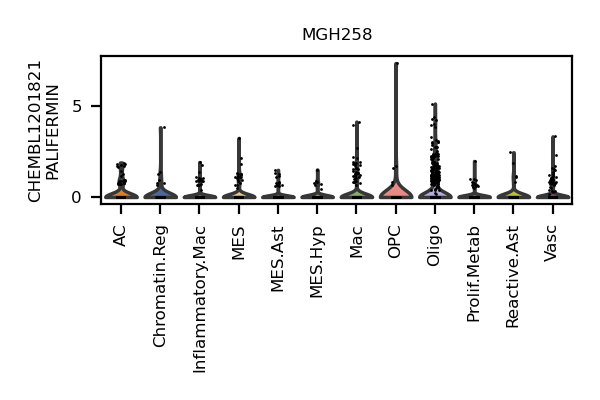 MGH258
CHEMBL1201821
PALIFERMIN
5
0
AC
Chromatin.Reg
Inflammatory.Mac
MES
MES.Ast
MES.Hyp
Mac
OPC
Oligo
Prolif.Metab
Reactive.Ast
Vasc